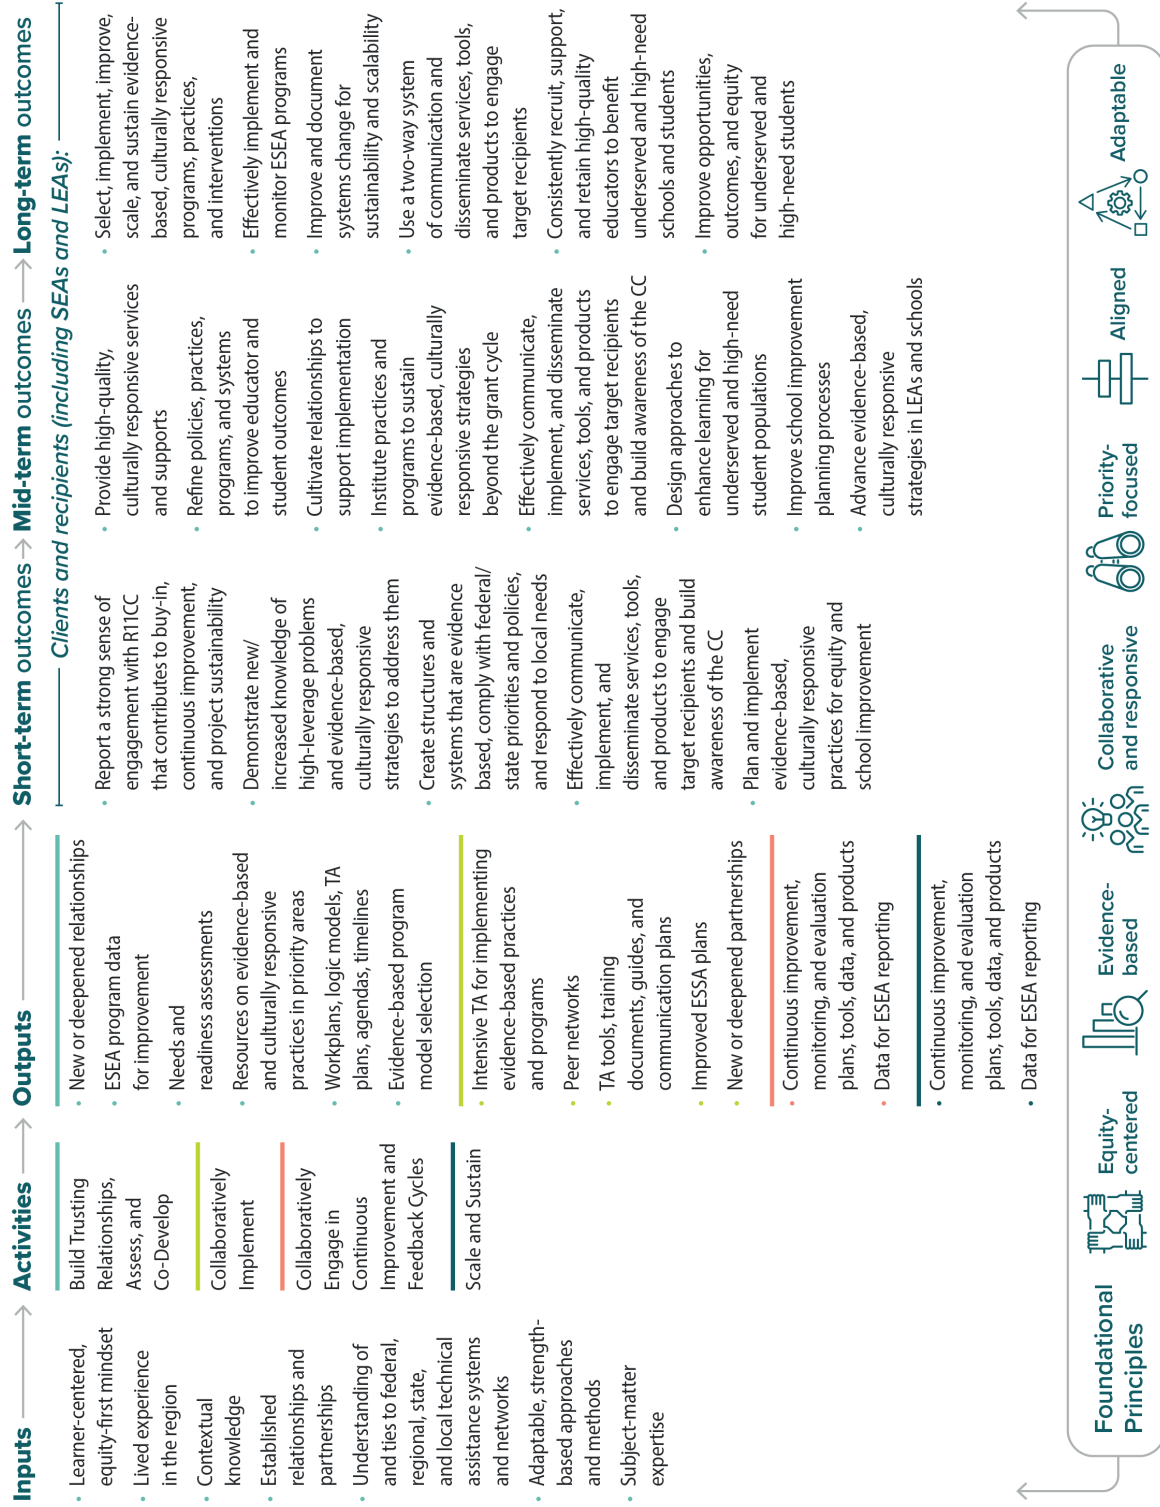 Inputs
Learner-centered,
equity-first mindset
Lived experience
in the region
Contextual
knowledge
Established
relationships and
partnerships
Understanding of
and ties to federal,
regional, state,
and local technical
assistance systems
and networks
Adaptable, strength-
based approaches
and methods
Subject-matter
expertise
Activities
Build Trusting
Relationships,
Assess, and
Co-Develop
Collaboratively
Implement
Collaboratively
Engage in
Continuous
Improvement and
Feedback Cycles
Scale and Sustain
Outputs
New or deepened relationships
ESEA program data
for improvement
Needs and
readiness assessments
Resources on evidence-based
and culturally responsive
practices in priority areas
Workplans, logic models, TA
plans, agendas, timelines
Evidence-based program
model selection
Intensive TA for implementing
evidence-based practices
and programs
Peer networks
TA tools, training
documents, guides, and
communication plans
Improved ESSA plans
New or deepened partnerships
Continuous improvement,
monitoring, and evaluation
plans, tools, data, and products
Data for ESEA reporting
Continuous improvement,
monitoring, and evaluation
plans, tools, data, and products
Data for ESEA reporting
Short-term outcomes
Mid-term outcomes
Long-term outcomes
Clients and recipients (including SEAs and LEAs):
Report a strong sense of
engagement with R11CC
that contributes to buy-in,
continuous improvement,
and project sustainability
Demonstrate new/
increased knowledge of
high-leverage problems
and evidence-based,
culturally responsive
strategies to address them
Create structures and
systems that are evidence
based, comply with federal/
state priorities and policies,
and respond to local needs
Effectively communicate,
implement, and
disseminate services, tools,
and products to engage
target recipients and build
awareness of the CC
Plan and implement
evidence-based,
culturally responsive
practices for equity and
school improvement
Provide high-quality,
culturally responsive services
and supports
Refine policies, practices,
programs, and systems
to improve educator and
student outcomes
Cultivate relationships to
support implementation
Institute practices and
programs to sustain
evidence-based, culturally
responsive strategies
beyond the grant cycle
Effectively communicate,
implement, and disseminate
services, tools, and products
to engage target recipients
and build awareness of the CC
Design approaches to
enhance learning for
underserved and high-need
student populations
Improve school improvement
planning processes
Advance evidence-based,
culturally responsive
strategies in LEAs and schools
Select, implement, improve,
scale, and sustain evidence-
based, culturally responsive
programs, practices,
and interventions
Effectively implement and
monitor ESEA programs
Improve and document
systems change for
sustainability and scalability
Use a two-way system
of communication and
disseminate services, tools,
and products to engage
target recipients
Consistently recruit, support,
and retain high-quality
educators to benefit
underserved and high-need
schools and students
Improve opportunities,
outcomes, and equity
for underserved and
high-need students
Foundational
Principles
Equity-
centered
Evidence-
based
Collaborative
and responsive
Priority-
focused
Aligned
Adaptable